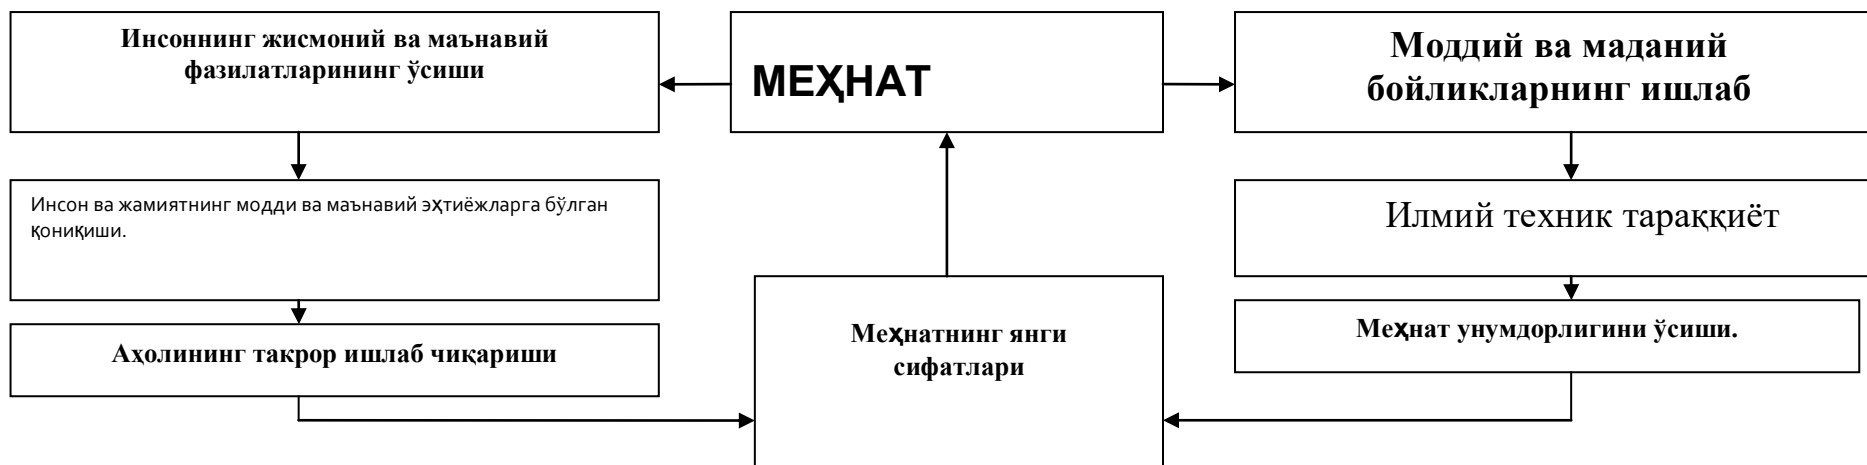 Инсоннинг жисмоний ва маънавий
фазилатларининг ўсиши
МЕҲНАТ
Моддий ва маданий
бойликларнинг ишлаб
Инсон ва жамиятнинг модди ва маънавий эҳтиёжларга бўлган
қониқиши.
Илмий техник тараққиёт
Аҳолининг такрор ишлаб чиқариши
Меҳнатнинг янги
сифатлари
Меҳнат унумдорлигини ўсиши.